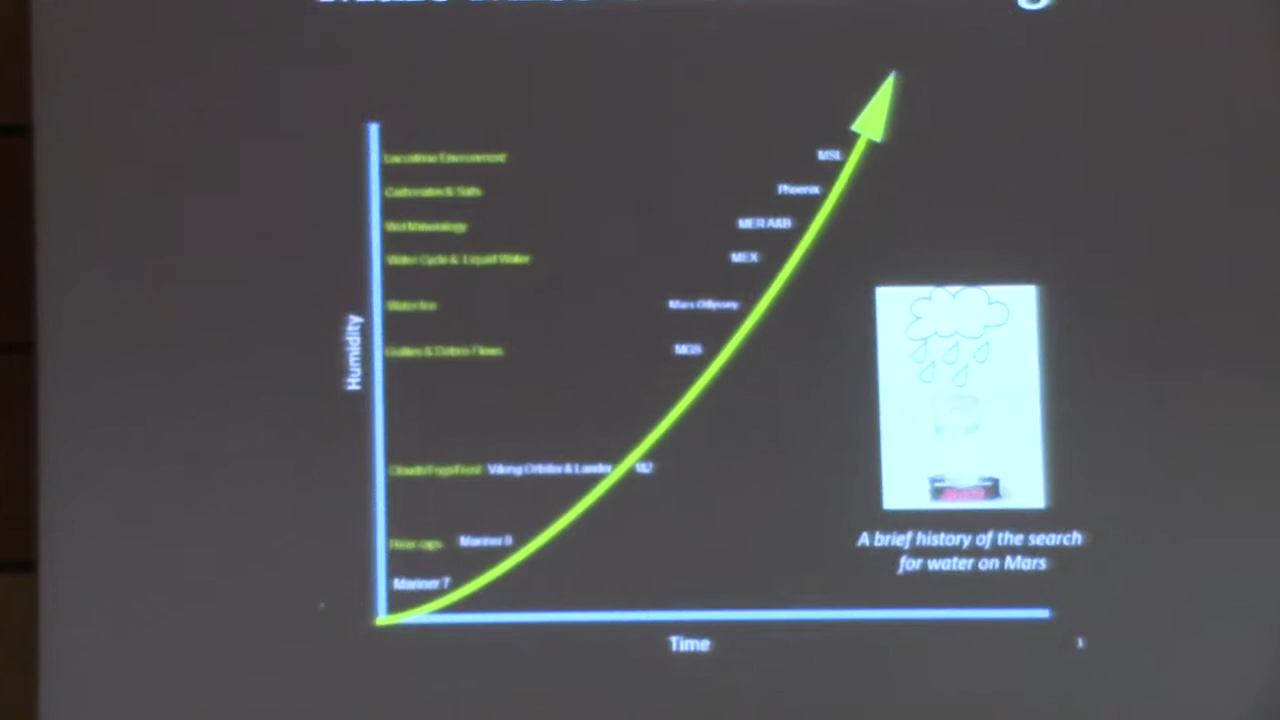 Lacustrine Environment MSL
Carbonates & Salts Phoenix
Wet Mineralogy MER A&B
Water Cycle & Liquid Water MEX
Water Ice Mars Odyssey
Gullies & Debris Flows MGS
Humidity
Clouds/Fogs/Frost Viking Orbiter & Lander 1&2
Polar caps Mariner 9
Mariner 7
A brief history of the search
for water on Mars
Time